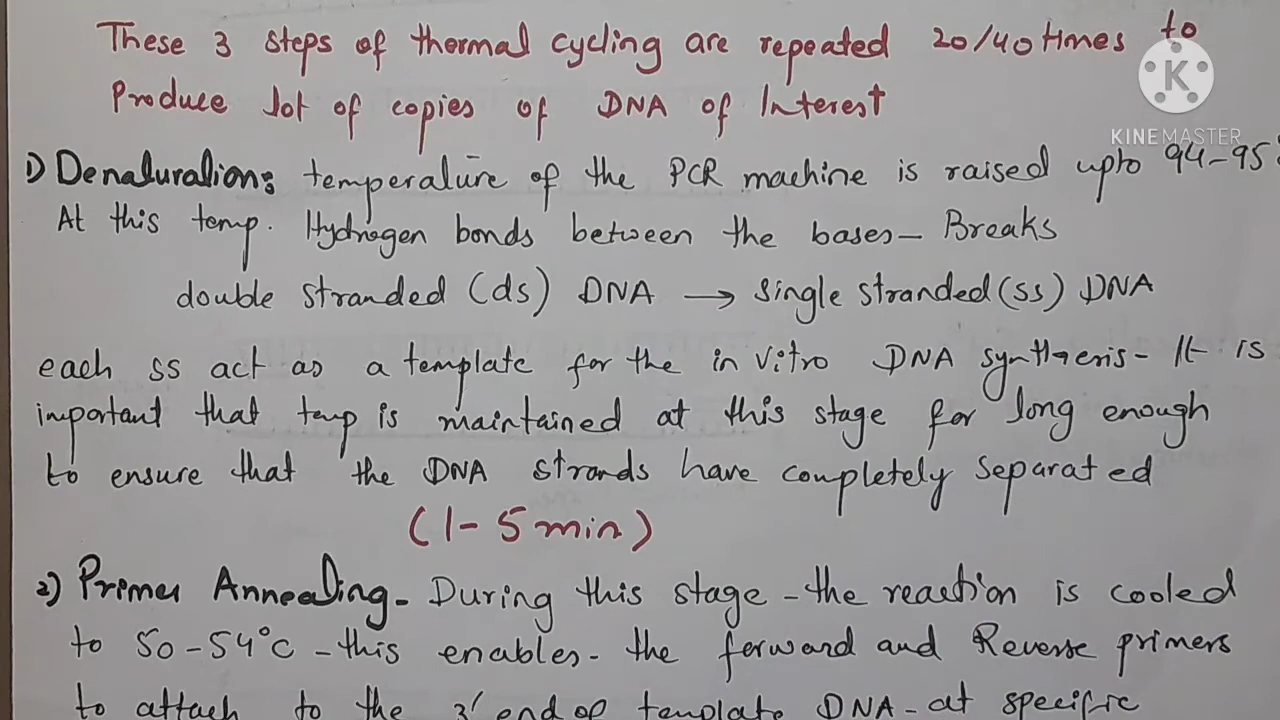 These 3 Steps of thermal cycling are repeated 20/40 times to
Produce lot of copies of DNA of Interest
K
KINEMASTER
1) Denaturation: temperature of the PCR machine is raised upto 94-95°
At this temp. Hydrogen bonds between the bases - Breaks
double stranded (ds) DNA → Single stranded (ss) DNA
each ss act as a template for the in vitro DNA synthesis - It is
important that temp is maintained at this stage for long enough
to ensure that the DNA strands have completely separated
(1-5 min)
2) Primer Annealing - During this stage - the reaction is cooled
to 50-54°C - this enables - the forward and Reverse primers
to attach to the 3' end of template DNA - at specific